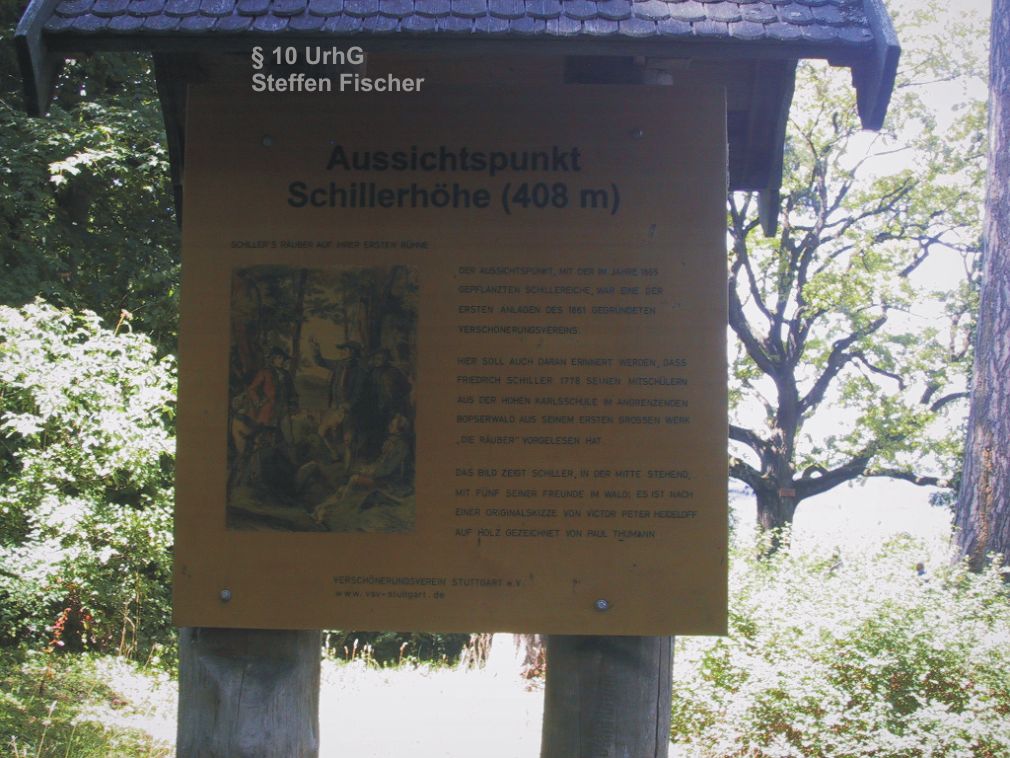 § 10 UrhG
Steffen Fischer
Aussichtspunkt
Schillerhöhe (408 m)
SCHILLER'S RÄUBER AUF IHRER ERSTEN BÜHNE
DER AUSSICHTSPUNKT, MIT DER IM JAHRE 1865
GEPFLANZTEN SCHILLEREICHE, WAR EINE DER
ERSTEN ANLAGEN DES 1861 GEGRÜNDETEN
VERSCHÖNERUNGSVEREINS.
HIER SOLL AUCH DARAN ERINNERT WERDEN, DASS
FRIEDRICH SCHILLER 1778 SEINEN MITSCHÜLERN
AUS DER HOHEN KARLSSCHULE IM ANGRENZENDEN
BOPSERWALD AUS SEINEM ERSTEN GROSSEN WERK
„DIE RÄUBER" VORGELESEN HAT.
DAS BILD ZEIGT SCHILLER, IN DER MITTE STEHEND,
MIT FÜNF SEINER FREUNDE IM WALD; ES IST NACH
EINER ORIGINALSKIZZE VON VICTOR PETER HEIDELOFF
AUF HOLZ GEZEICHNET VON PAUL THUMANN
VERSCHÖNERUNGSVEREIN STUTTGART e.V.
www.vsv-stuttgart.de